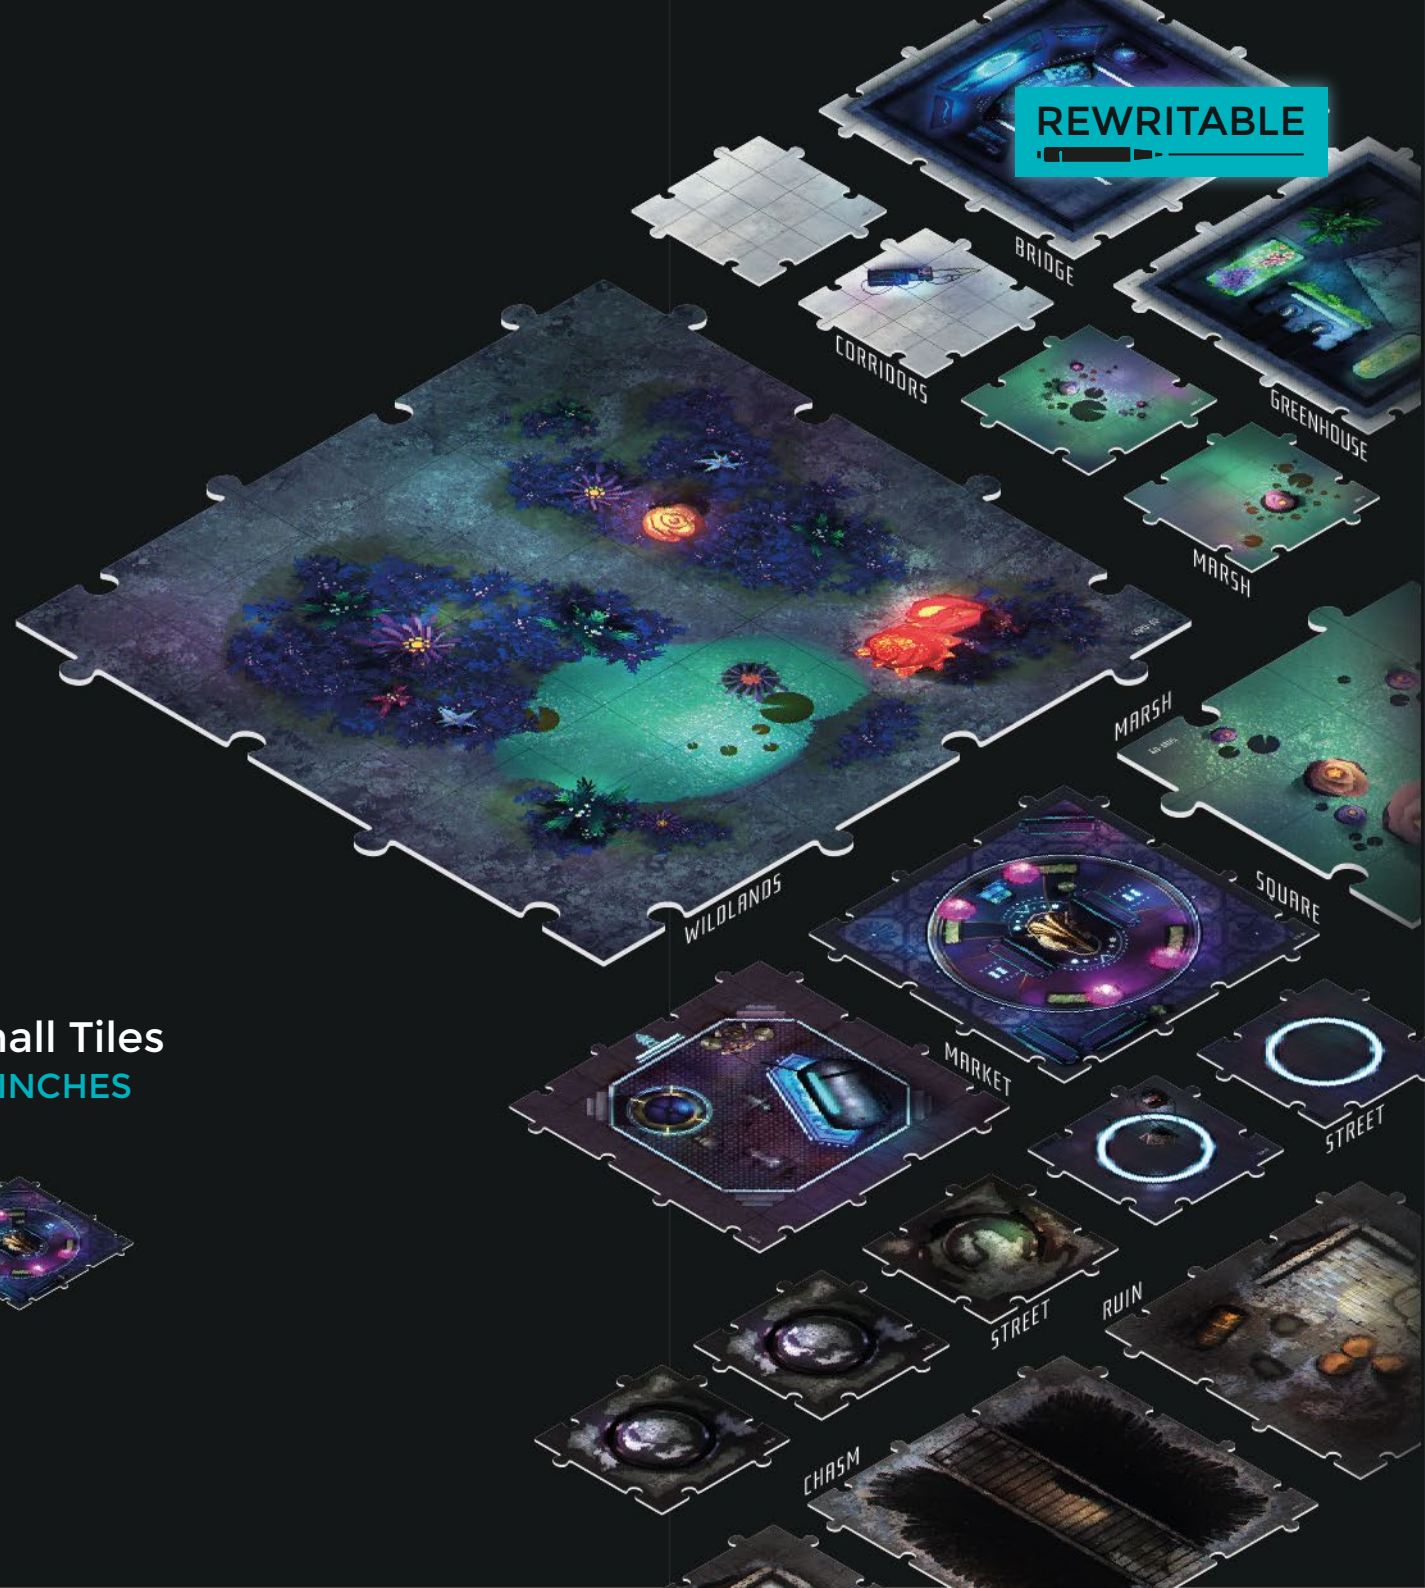 REWRITABLE
BRIDGE
CORRIDORS
GREENHOUSE
MARSH
MARSH
WILDLANDS
SQUARE
MARKET
STREET
STREET
RUIN
CHASM
all Tiles
INCHES